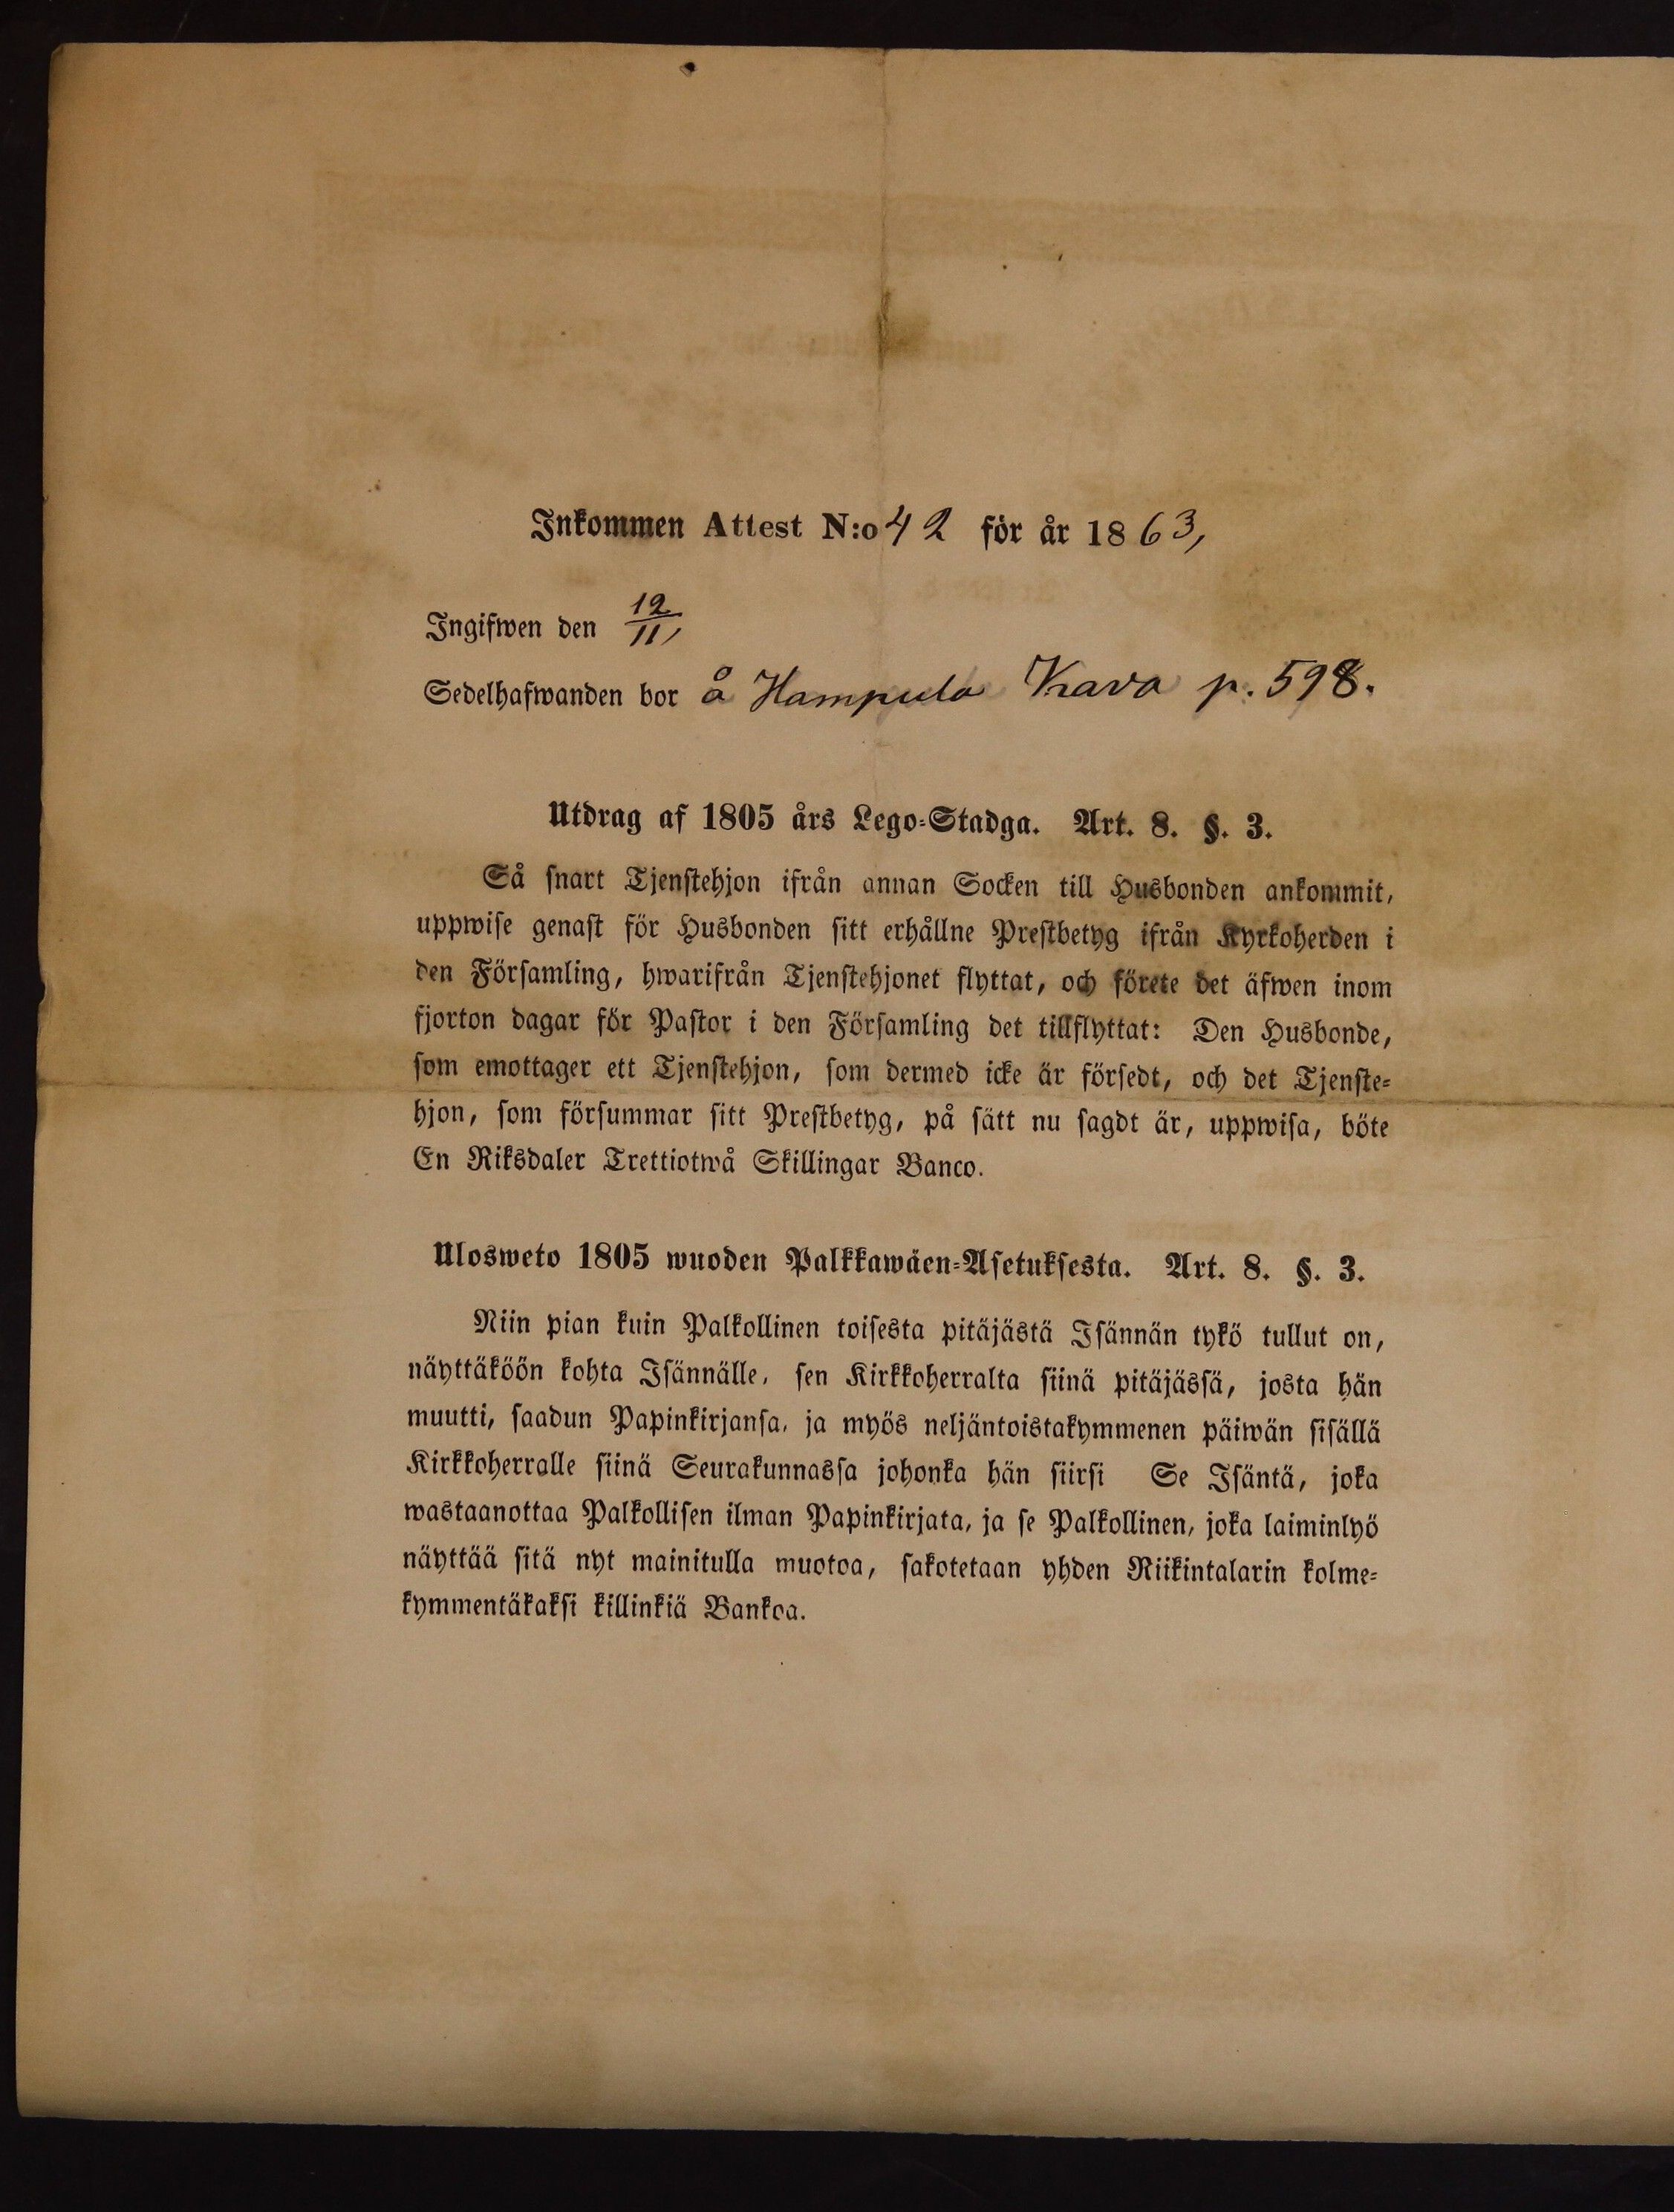 Inkommen Attest N:o 42 för år 1863,
Ingifwen den 12/11,
Sedelhafwanden bor å Hampula Kava p. 598.
Utdrag af 1805 års Lego-Stadga. Art. 8. §. 3.
Så snart Tjenstehjon ifrån annan Socken till Husbonden ankommit,
uppwise genast för Husbonden sitt erhållne Prestbetyg ifrån Kyrkoherden i
den Församling, hwarifrån Tjenstehjonet flyttat, och förete det äfwen inom
fjorton dagar för Pastor i den Församling det tillflyttat: Den Husbonde,
som emottager ett Tjenstehjon, som dermed icke är försedt, och det Tjenste-
hjon, som försummar sitt Prestbetyg, på sätt nu sagdt är, uppwisa, böte
En Riksdaler Trettiotwå Skillingar Banco.
Ulosweto 1805 wuoden Palkkawäen-Asetuksesta. Art. 8. §. 3.
Niin pian kuin Palkollinen toisesta pitäjästä Isännän tykö tullut on,
näyttäköön kohta Isännälle, sen Kirkkoherralta siinä pitäjässä, josta hän
muutti, saadun Papinkirjansa, ja myös neljäntoistakymmenen päiwän sisällä
Kirkkoherralle siinä Seurakunnassa johonka hän siirsi Se Isäntä, joka
wastaanottaa Palkollisen ilman Papinkirjata, ja se Palkollinen, joka laiminlyö
näyttää sitä nyt mainitulla muotoa, sakotetaan yhden Riikintalarin kolme-
kymmentäkaksi killinkiä Bankoa.